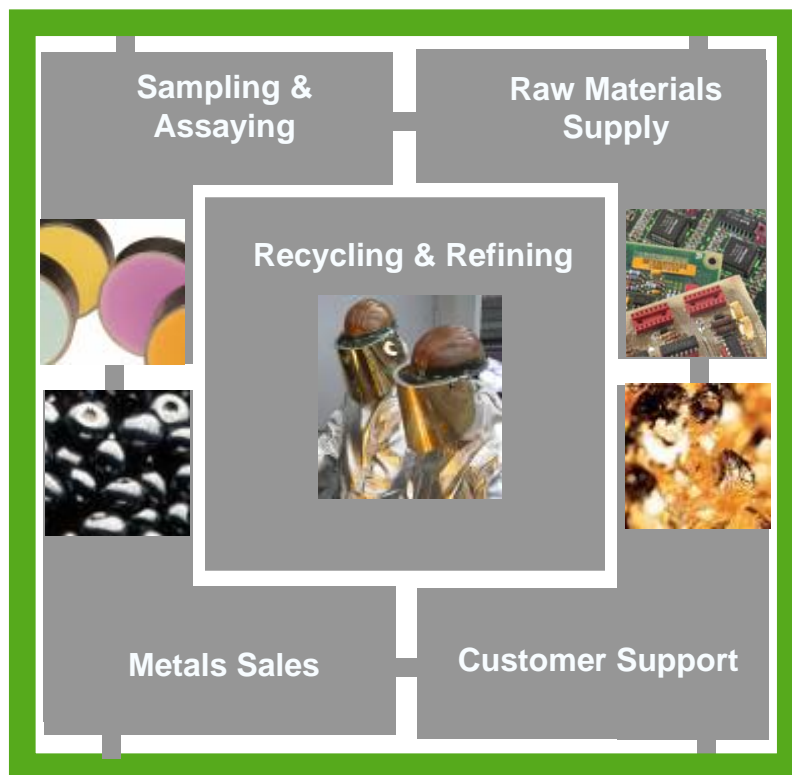 Sampling &
Assaying
Raw Materials
Supply
Recycling & Refining
Metals Sales
Customer Support